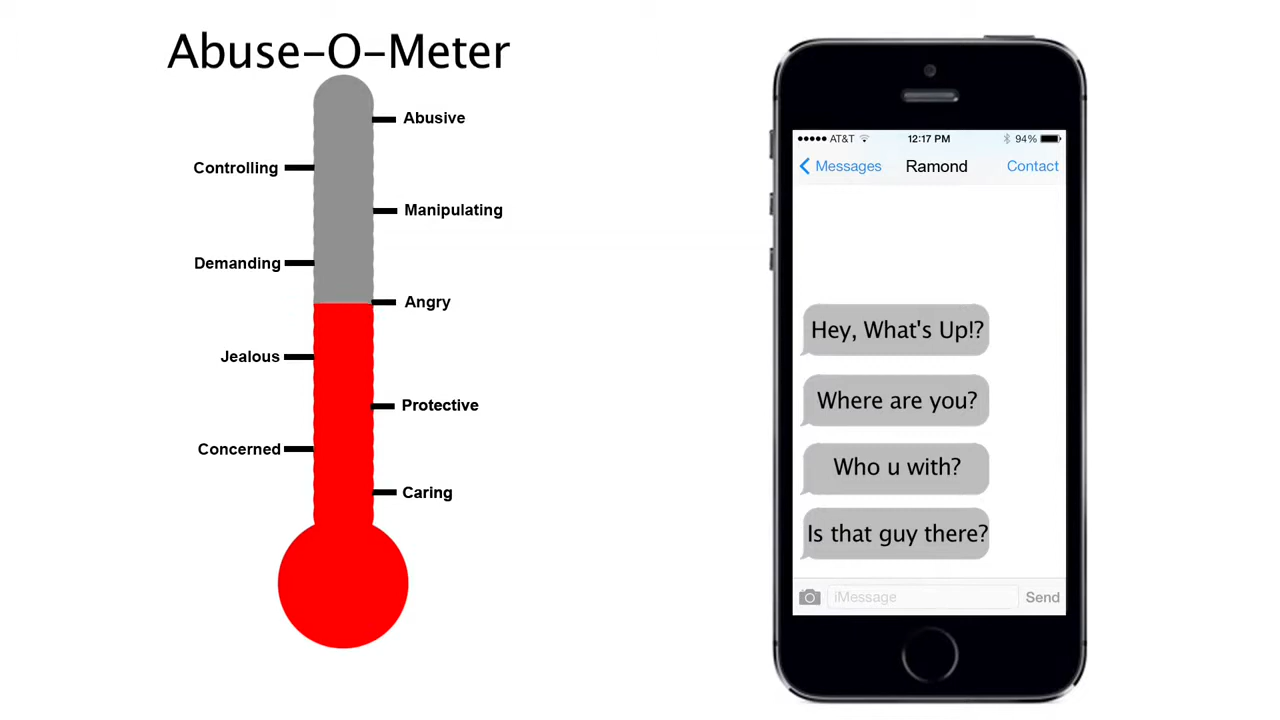 Abuse-O-Meter
Abusive
Controlling
Manipulating
Demanding
Angry
Jealous
Protective
Concerned
Caring
AT&T 12:17 PM 94%
Messages Ramond Contact
Hey, What's Up!?
Where are you?
Who u with?
Is that guy there?
iMessage Send